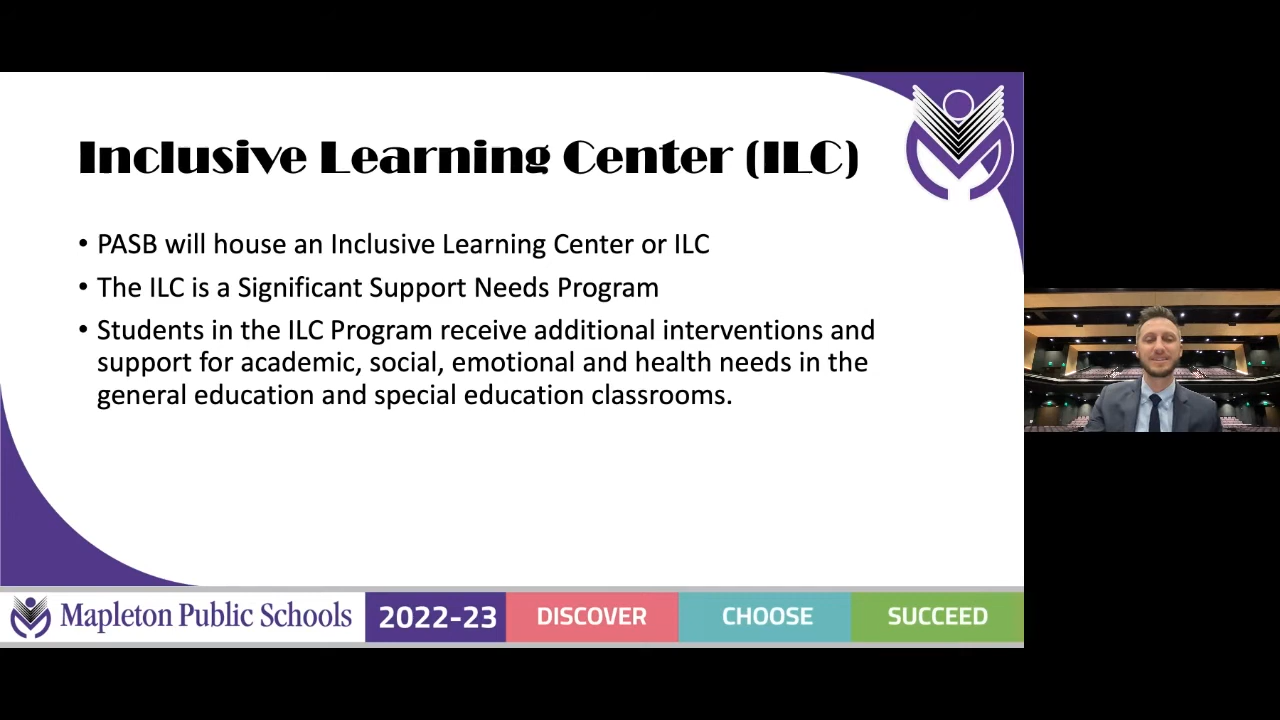 Inclusive Learning Center (ILC)
• PASB will house an Inclusive Learning Center or ILC
• The ILC is a Significant Support Needs Program
• Students in the ILC Program receive additional interventions and
support for academic, social, emotional and health needs in the
general education and special education classrooms.
Mapleton Public Schools 2022-23 DISCOVER CHOOSE SUCCEED